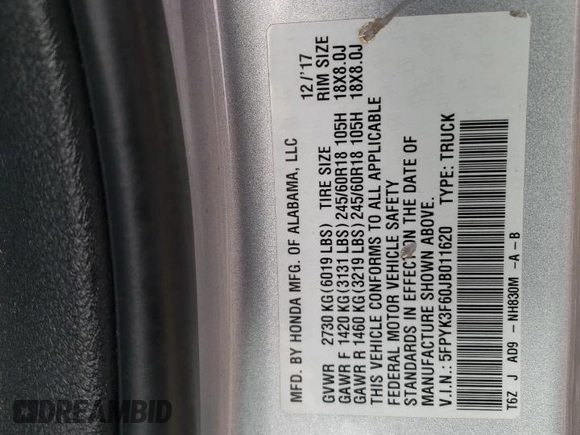 MFD. BY HONDA MFG. OF ALABAMA, LLC 12/'17
GVWR 2730 KG(6019 LBS) TIRE SIZE RIM SIZE
GAWR F 1420 KG(3131 LBS)245/60R18 105H 18X8.0J
GAWR R 1460 KG(3219 LBS)245/60R18 105H 18X8.0J
THIS VEHICLE CONFORMS TO ALL APPLICABLE
FEDERAL MOTOR VEHICLE SAFETY
STANDARDS IN EFFECT ON THE DATE OF
MANUFACTURE SHOWN ABOVE.
V.I.N.: 5FPYK3F60JB011620 TYPE: TRUCK
T6Z J AD9 - NH830M -A-B
DREAMBID